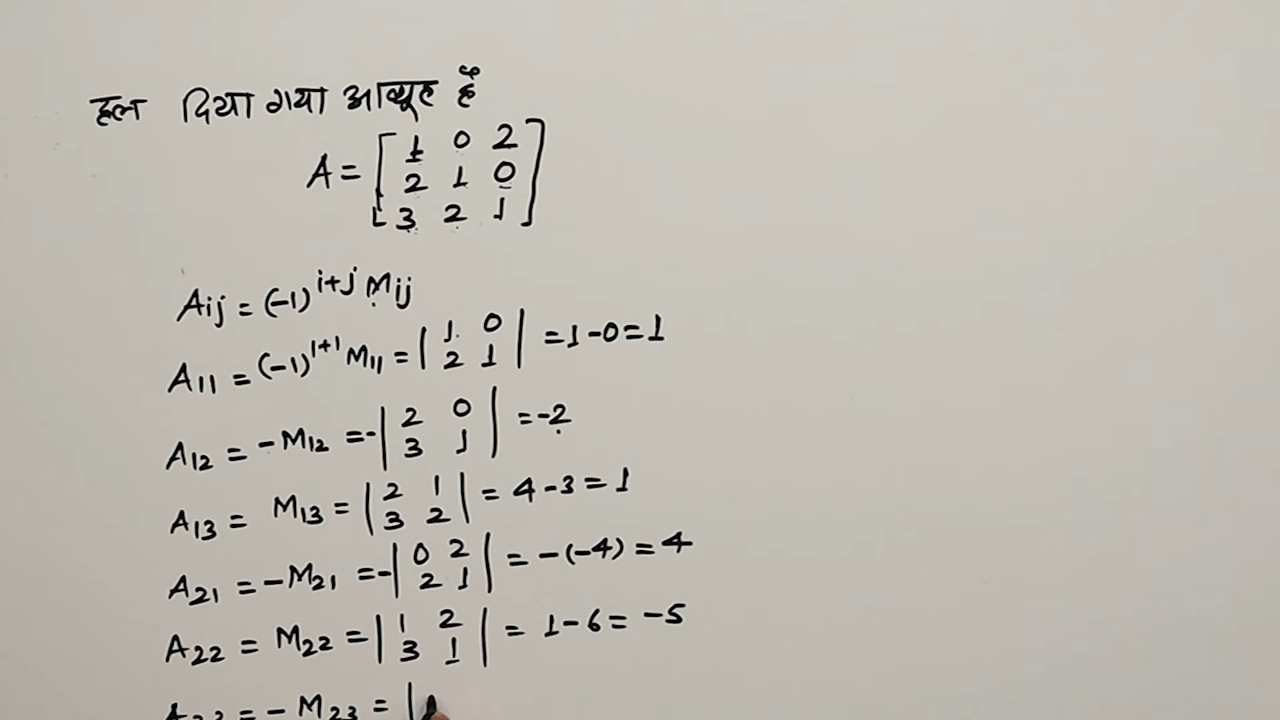 हल दिया गया आव्यूह है
A = [ 1 0 2
2 1 0
3 2 1 ]
Aij = (-1)^i+j Mij
A11 = (-1)^1+1 M11 = | 1 0 ; 2 1 | = 1-0 = 1
A12 = -M12 = -| 2 0 ; 3 1 | = -2
A13 = M13 = | 2 1 ; 3 2 | = 4-3 = 1
A21 = -M21 = -| 0 2 ; 2 1 | = -(-4) = 4
A22 = M22 = | 1 2 ; 3 1 | = 1-6 = -5
A23 = -M23 = |